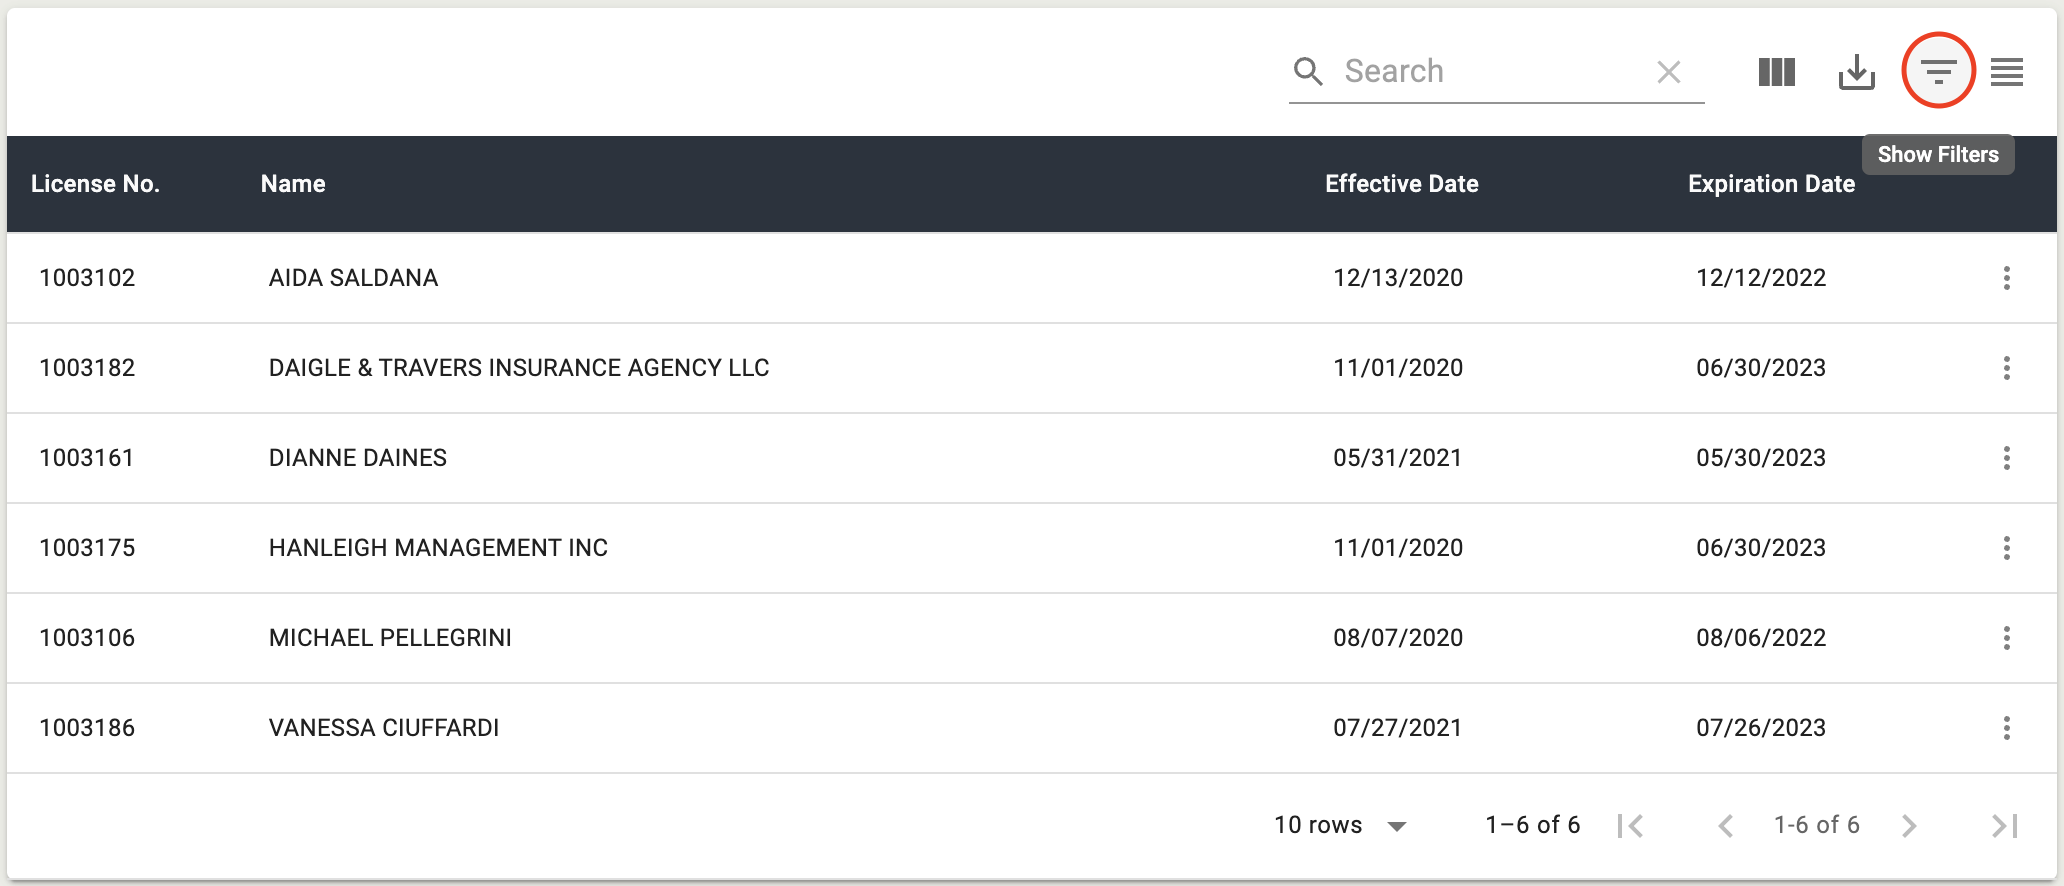 Search
Show Filters
License No. Name Effective Date Expiration Date
1003102 AIDA SALDANA 12/13/2020 12/12/2022
1003182 DAIGLE & TRAVERS INSURANCE AGENCY LLC 11/01/2020 06/30/2023
1003161 DIANNE DAINES 05/31/2021 05/30/2023
1003175 HANLEIGH MANAGEMENT INC 11/01/2020 06/30/2023
1003106 MICHAEL PELLEGRINI 08/07/2020 08/06/2022
1003186 VANESSA CIUFFARDI 07/27/2021 07/26/2023
10 rows 1–6 of 6 1-6 of 6